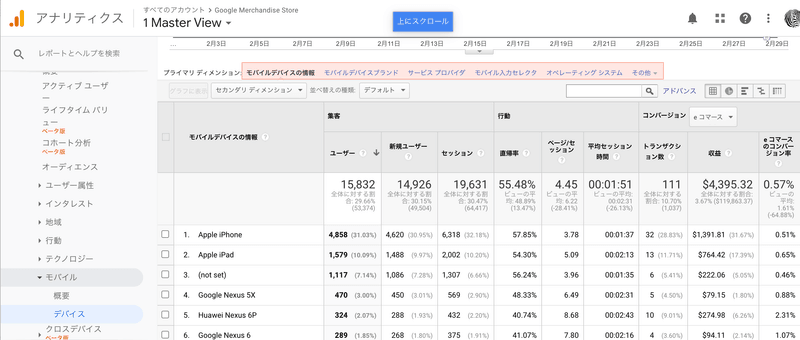 アナリティクス
すべてのアカウント > Google Merchandise Store
1 Master View
上にスクロール
レポートとヘルプを検索
概要
アクティブ ユーザー
ライフタイム バリュー
ベータ版
コホート分析
ベータ版
オーディエンス
ユーザー属性
インタレスト
地域
行動
テクノロジー
モバイル
概要
デバイス
クロスデバイス
ベータ版
... 2月3日 2月5日 2月7日 2月9日 2月11日 2月13日 2月15日 2月17日 2月19日 2月21日 2月23日 2月25日 2月27日 2月29日
プライマリ ディメンション: モバイルデバイスの情報 モバイルデバイスブランド サービス プロバイダ モバイル入力セレクタ オペレーティング システム その他
グラフに表示 セカンダリ ディメンション 並べ替えの種類: デフォルト アドバンス
モバイルデバイスの情報 集客 行動 コンバージョン e コマース
ユーザー 新規ユーザー セッション 直帰率 ページ/セッション 平均セッション時間 トランザクション数 収益 e コマースのコンバージョン率
15,832 14,926 19,631 55.48% 4.45 00:01:51 111 $4,395.32 0.57%
全体に対する割合: 29.66% (53,374) 全体に対する割合: 30.15% (49,504) 全体に対する割合: 30.47% (64,417) ビューの平均: 48.89% (13.47%) ビューの平均: 6.22 (-28.41%) ビューの平均: 00:02:31 (-26.13%) 全体に対する割合: 10.70% (1,037) 全体に対する割合: 3.67% ($119,863.37) ビューの平均: 1.61% (-64.88%)
1. Apple iPhone 4,858 (31.03%) 4,620 (30.95%) 6,318 (32.18%) 57.85% 3.78 00:01:37 32 (28.83%) $1,391.81 (31.67%) 0.51%
2. Apple iPad 1,579 (10.09%) 1,488 (9.97%) 2,002 (10.20%) 54.30% 5.09 00:02:13 13 (11.71%) $764.42 (17.39%) 0.65%
3. (not set) 1,117 (7.14%) 1,086 (7.28%) 1,307 (6.66%) 56.24% 3.96 00:01:35 6 (5.41%) $222.06 (5.05%) 0.46%
4. Google Nexus 5X 470 (3.00%) 450 (3.01%) 569 (2.90%) 48.33% 6.49 00:02:31 5 (4.50%) $79.15 (1.80%) 0.88%
5. Huawei Nexus 6P 324 (2.07%) 288 (1.93%) 432 (2.20%) 40.74% 8.68 00:02:43 10 (9.01%) $274.98 (6.26%) 2.31%
6. Google Nexus 6 289 (1.85%) 268 (1.80%) 375 (1.91%) 41.07% 7.80 00:02:16 4 (3.60%) $94.11 (2.14%) 1.07%